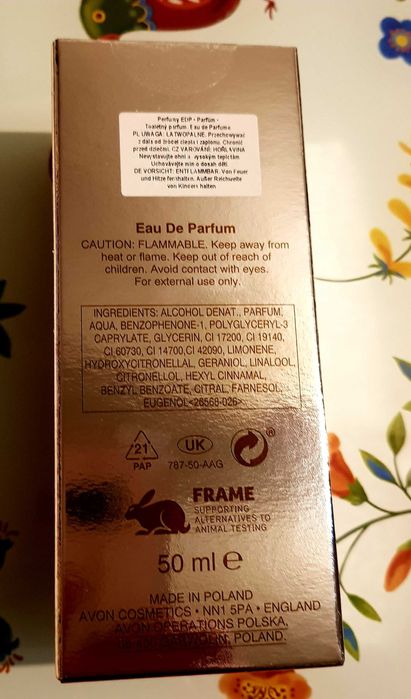 Perfumy EDP - Parfüm -
Toaletný parfum. Eau de Parfume
PL UWAGA: ŁATWOPALNE. Przechowywać
z dala od źródeł ciepła i zapłonu. Chronić
przed dziećmi. CZ VAROVÁNÍ: HOŘLAVINA
Nevystavujte ohni a vysokým teplotám.
Uchovávejte mimo dosah dětí.
DE VORSICHT: ENTFLAMMBAR. Von Feuer
und Hitze fernhalten. Außer Reichweite
von Kindern halten
Eau De Parfum
CAUTION: FLAMMABLE. Keep away from
heat or flame. Keep out of reach of
children. Avoid contact with eyes.
For external use only.
INGREDIENTS: ALCOHOL DENAT., PARFUM,
AQUA, BENZOPHENONE-1, POLYGLYCERYL-3
CAPRYLATE, GLYCERIN, CI 17200, CI 19140,
CI 60730, CI 14700,CI 42090, LIMONENE,
HYDROXYCITRONELLAL, GERANIOL, LINALOOL,
CITRONELLOL, HEXYL CINNAMAL,
BENZYL BENZOATE, CITRAL, FARNESOL,
EUGENOL<28568-026>
21
PAP
UK
787-50-AAG
®
FRAME
SUPPORTING
ALTERNATIVES TO
ANIMAL TESTING
50 ml e
MADE IN POLAND
AVON COSMETICS • NN1 5PA • ENGLAND
AVON OPERATIONS POLSKA,
GARWOLIN, POLAND.